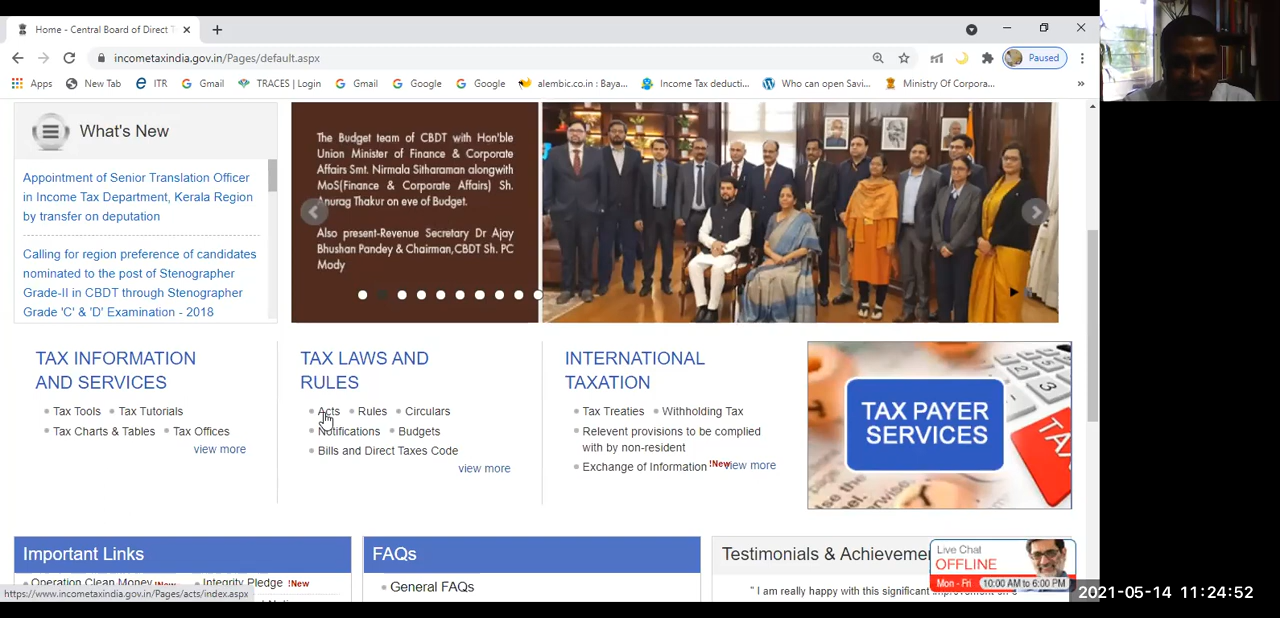 Home - Central Board of Direct T
incometaxindia.gov.in/Pages/default.aspx
Paused
Apps
New Tab
ITR
Gmail
TRACES | Login
Gmail
Google
Google
alembic.co.in : Baya...
Income Tax deducti...
Who can open Savi...
Ministry Of Corpora...
»
What's New
Appointment of Senior Translation Officer
in Income Tax Department, Kerala Region
by transfer on deputation
Calling for region preference of candidates
nominated to the post of Stenographer
Grade-II in CBDT through Stenographer
Grade 'C' & 'D' Examination - 2018
The Budget team of CBDT with Hon'ble
Union Minister of Finance & Corporate
Affairs Smt. Nirmala Sitharaman alongwith
MoS(Finance & Corporate Affairs) Sh.
Anurag Thakur on eve of Budget.
Also present-Revenue Secretary Dr Ajay
Bhushan Pandey & Chairman,CBDT Sh. PC
Mody
TAX INFORMATION
AND SERVICES
Tax Tools
Tax Tutorials
Tax Charts & Tables
Tax Offices
view more
TAX LAWS AND
RULES
Acts
Rules
Circulars
Notifications
Budgets
Bills and Direct Taxes Code
view more
INTERNATIONAL
TAXATION
Tax Treaties
Withholding Tax
Relevent provisions to be complied
with by non-resident
Exchange of Information !New
view more
TAX PAYER
SERVICES
Important Links
Operation Clean Money !New
Integrity Pledge !New
FAQs
General FAQs
Testimonials & Achieveme
" I am really happy with this significant
Live Chat
OFFLINE
Mon - Fri 10:00 AM to 6:00 PM
https://www.incometaxindia.gov.in/Pages/acts/index.aspx
2021-05-14 11:24:52